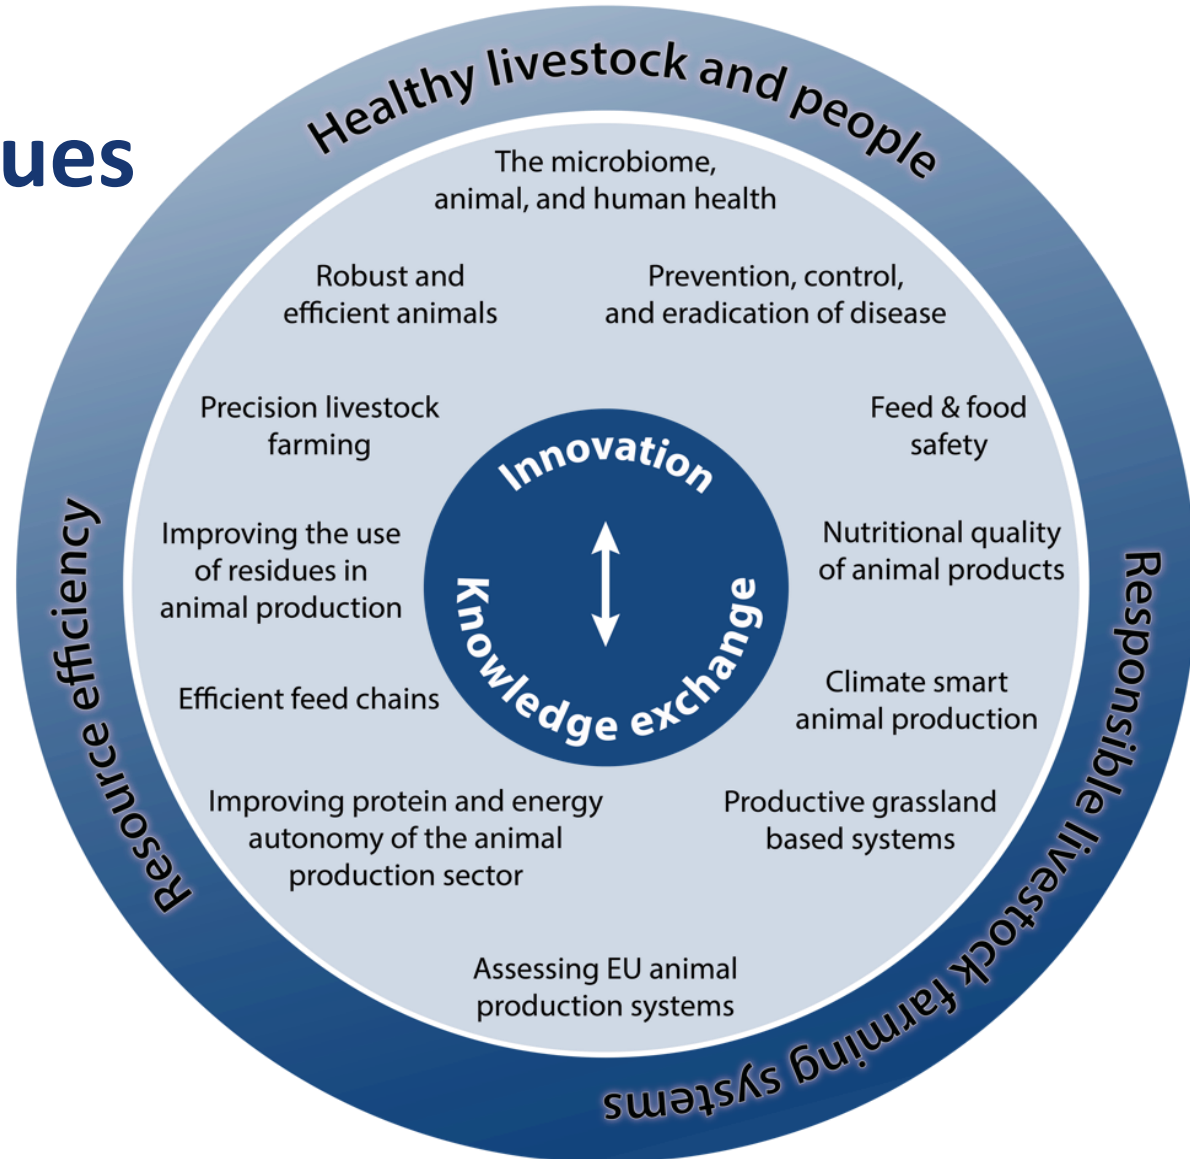 ues
Healthy livestock and people
The microbiome,
animal, and human health
Robust and
efficient animals
Prevention, control,
and eradication of disease
Precision livestock
farming
Feed & food
safety
Innovation
Knowledge exchange
Improving the use
of residues in
animal production
Nutritional quality
of animal products
Efficient feed chains
Climate smart
animal production
Improving protein and energy
autonomy of the animal
production sector
Productive grassland
based systems
Assessing EU animal
production systems
Resource efficiency
Responsible livestock farming systems